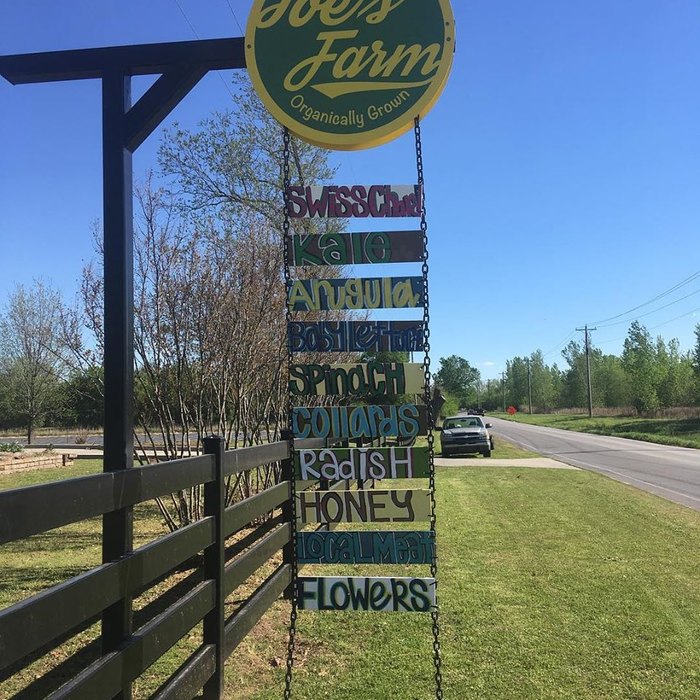 Joe's
Farm
Organically Grown
SWISS Chard
Kale
Arugula
Baby lettuce
SPINaCH
Collards
RadisH
HONEY
local Meat
FLoweRS